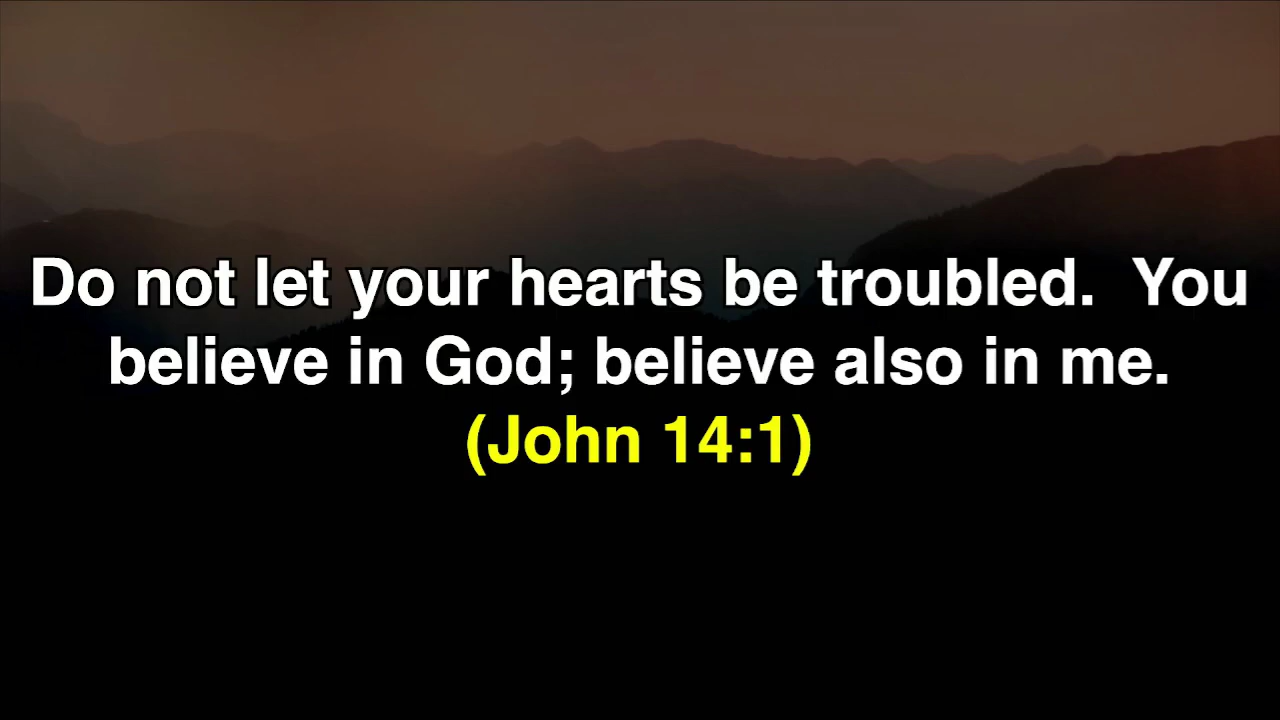 Do not let your hearts be troubled.  You
believe in God; believe also in me.
(John 14:1)